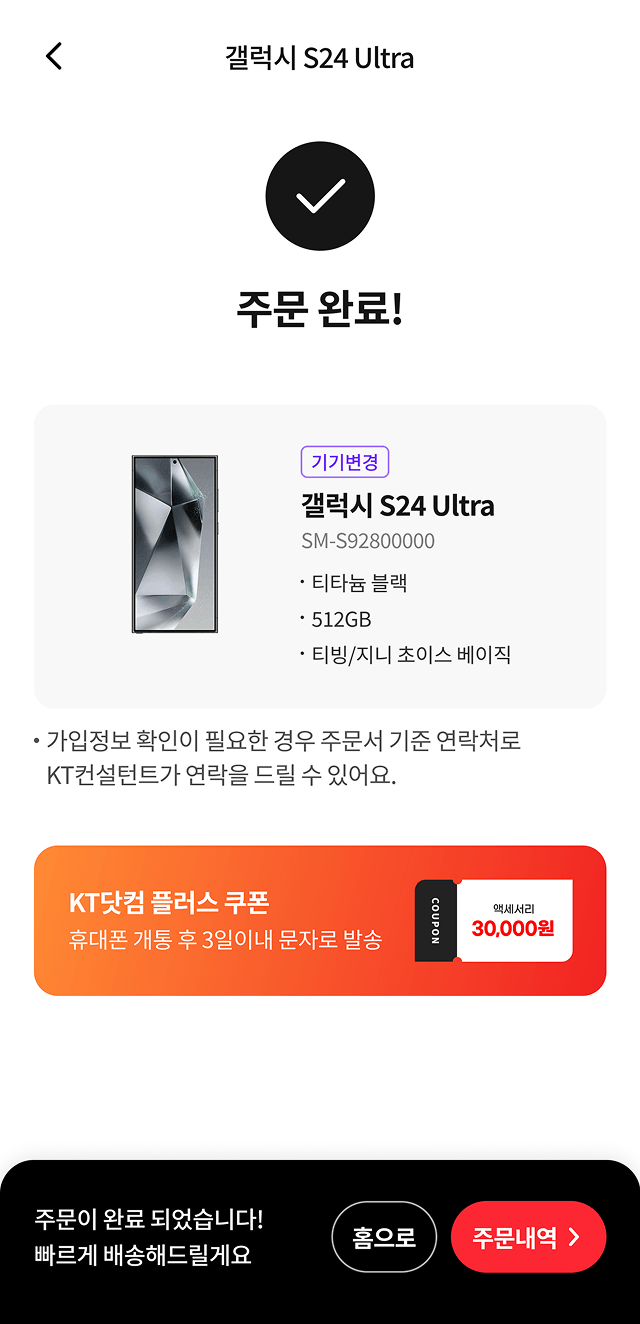 갤럭시 S24 Ultra
주문 완료!
기기변경
갤럭시 S24 Ultra
SM-S92800000
· 티타늄 블랙
· 512GB
· 티빙/지니 초이스 베이직
• 가입정보 확인이 필요한 경우 주문서 기준 연락처로
KT컨설턴트가 연락을 드릴 수 있어요.
KT닷컴 플러스 쿠폰
휴대폰 개통 후 3일이내 문자로 발송
COUPON
액세서리
30,000원
주문이 완료 되었습니다!
빠르게 배송해드릴게요
홈으로
주문내역